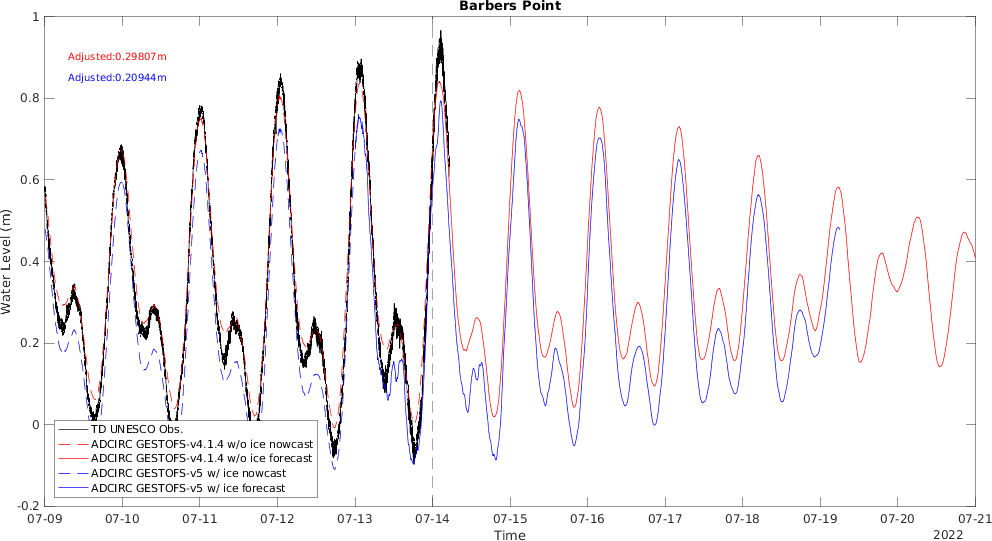 Barbers Point
Adjusted:0.29807m
Adjusted:0.20944m
Water Level (m)
1
0.8
0.6
0.4
0.2
0
-0.2
TD UNESCO Obs.
ADCIRC GESTOFS-v4.1.4 w/o ice nowcast
ADCIRC GESTOFS-v4.1.4 w/o ice forecast
ADCIRC GESTOFS-v5 w/ ice nowcast
ADCIRC GESTOFS-v5 w/ ice forecast
07-09 07-10 07-11 07-12 07-13 07-14 07-15 07-16 07-17 07-18 07-19 07-20 07-21
Time
2022